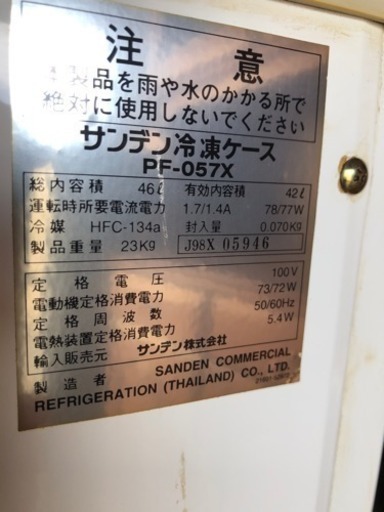 注 意
本製品を雨や水のかかる所で
絶対に使用しないでください
サンデン冷凍ケース
PF-057X
総内容積 46ℓ 有効内容積 42ℓ
運転時所要電流電力 1.7/1.4A 78/77W
冷媒 HFC-134a 封入量 0.070Kg
製品重量 23Kg J98X 05946
定格電圧 100V
電動機定格消費電力 73/72W
定格周波数 50/60Hz
電熱装置定格消費電力 5.4W
輸入販売元 サンデン株式会社
製造者 SANDEN COMMERCIAL
REFRIGERATION (THAILAND) CO., LTD.